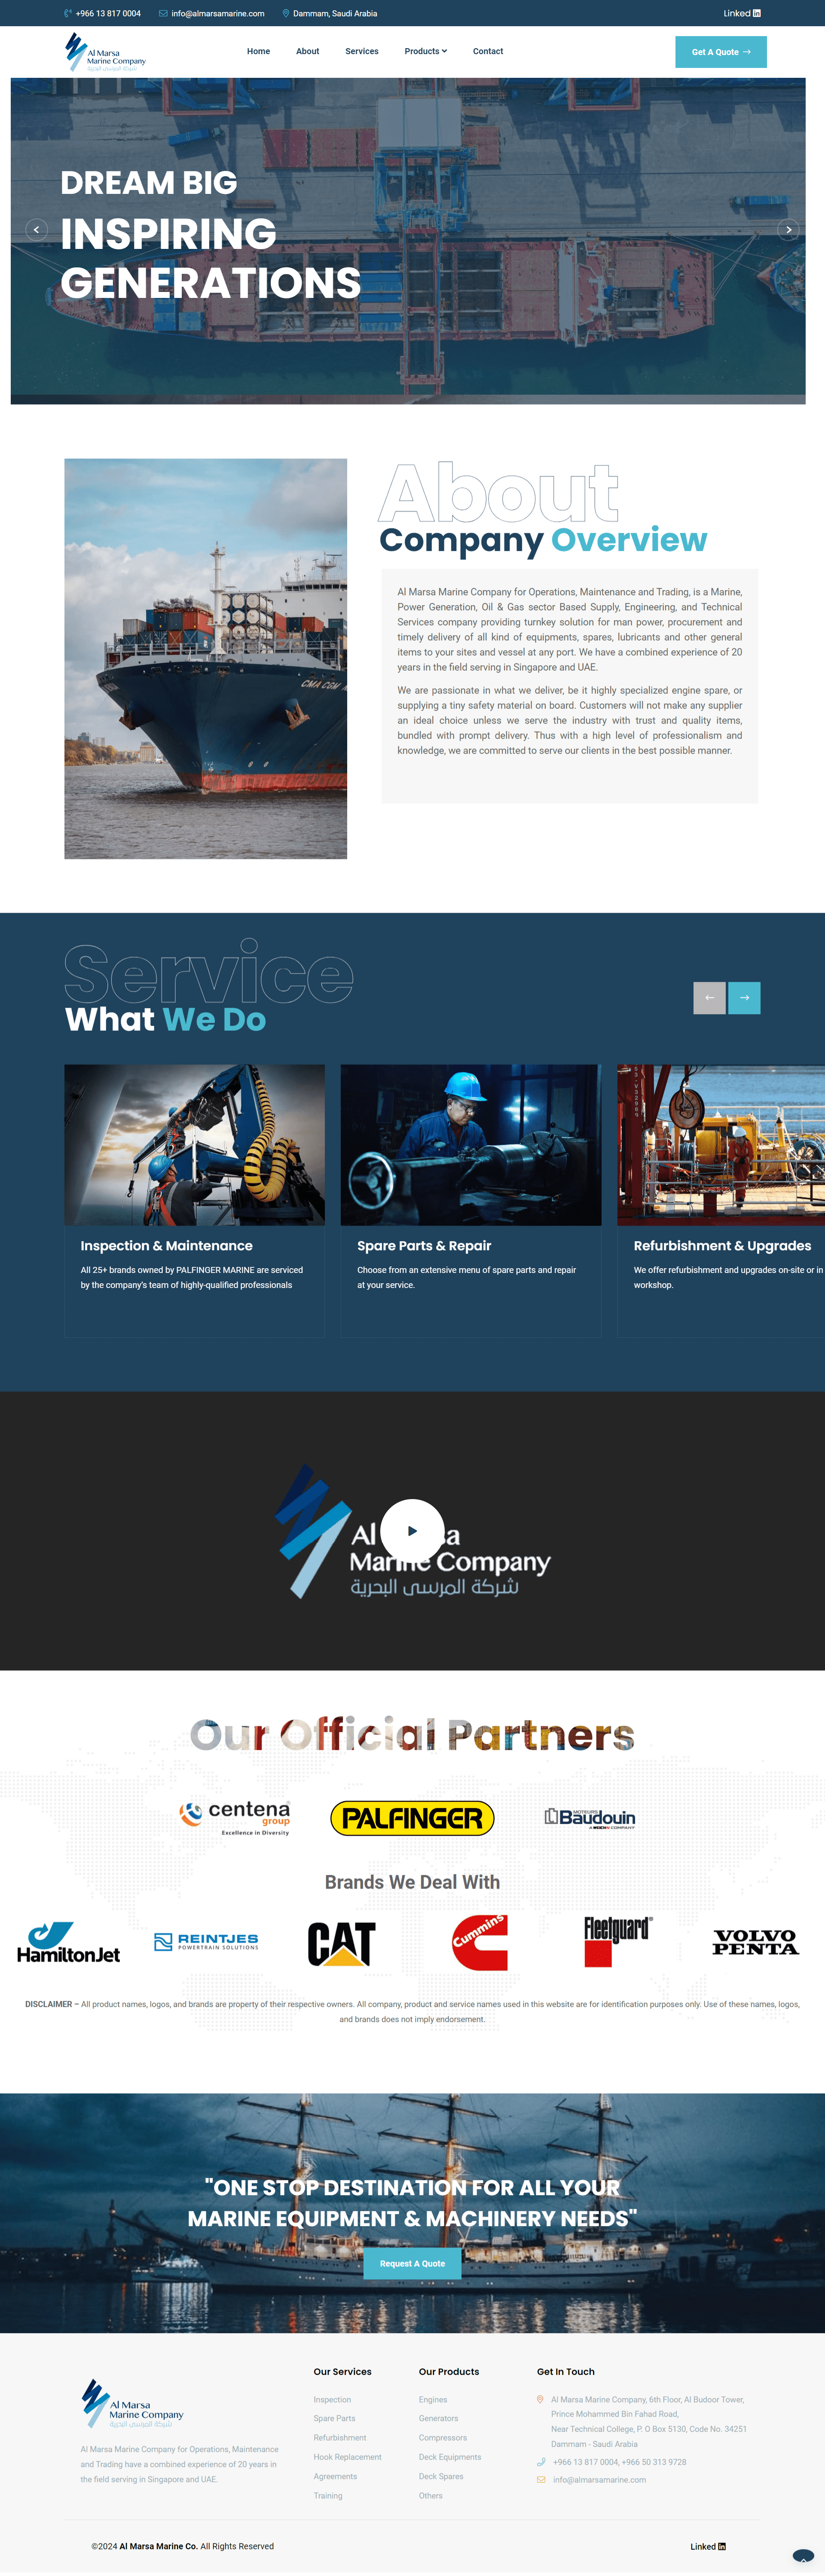 +966 13 817 0004 info@almarsamarine.com Dammam, Saudi Arabia Linked in
Al Marsa
Marine Company
شركة المرسى البحرية
Home About Services Products Contact
Get A Quote
DREAM BIG
INSPIRING
GENERATIONS
CMA CGM
About
Company Overview
Al Marsa Marine Company for Operations, Maintenance and Trading, is a Marine,
Power Generation, Oil & Gas sector Based Supply, Engineering, and Technical
Services company providing turnkey solution for man power, procurement and
timely delivery of all kind of equipments, spares, lubricants and other general
items to your sites and vessel at any port. We have a combined experience of 20
years in the field serving in Singapore and UAE.
We are passionate in what we deliver, be it highly specialized engine spare, or
supplying a tiny safety material on board. Customers will not make any supplier
an ideal choice unless we serve the industry with trust and quality items,
bundled with prompt delivery. Thus with a high level of professionalism and
knowledge, we are committed to serve our clients in the best possible manner.
Service
What We Do
Inspection & Maintenance
All 25+ brands owned by PALFINGER MARINE are serviced
by the company's team of highly-qualified professionals
Spare Parts & Repair
Choose from an extensive menu of spare parts and repair
at your service.
Refurbishment & Upgrades
We offer refurbishment and upgrades on-site or in
workshop.
Al sa
Marine Company
شركة المرسى البحرية
Our Official Partners
centena
group
Excellence in Diversity
PALFINGER
MOTEURS
Baudouin
A WEICHAI COMPANY
Brands We Deal With
HamiltonJet
REINTJES
POWERTRAIN SOLUTIONS
CAT
Cummins
Fleetguard®
VOLVO
PENTA
DISCLAIMER – All product names, logos, and brands are property of their respective owners. All company, product and service names used in this website are for identification purposes only. Use of these names, logos,
and brands does not imply endorsement.
"ONE STOP DESTINATION FOR ALL YOUR
MARINE EQUIPMENT & MACHINERY NEEDS"
Request A Quote
Al Marsa
Marine Company
شركة المرسى البحرية
Al Marsa Marine Company for Operations, Maintenance
and Trading have a combined experience of 20 years in
the field serving in Singapore and UAE.
Our Services
Inspection
Spare Parts
Refurbishment
Hook Replacement
Agreements
Training
Our Products
Engines
Generators
Compressors
Deck Equipments
Deck Spares
Others
Get In Touch
Al Marsa Marine Company, 6th Floor, Al Budoor Tower,
Prince Mohammed Bin Fahad Road,
Near Technical College, P. O Box 5130, Code No. 34251
Dammam - Saudi Arabia
+966 13 817 0004, +966 50 313 9728
info@almarsamarine.com
©2024 Al Marsa Marine Co. All Rights Reserved
Linked in